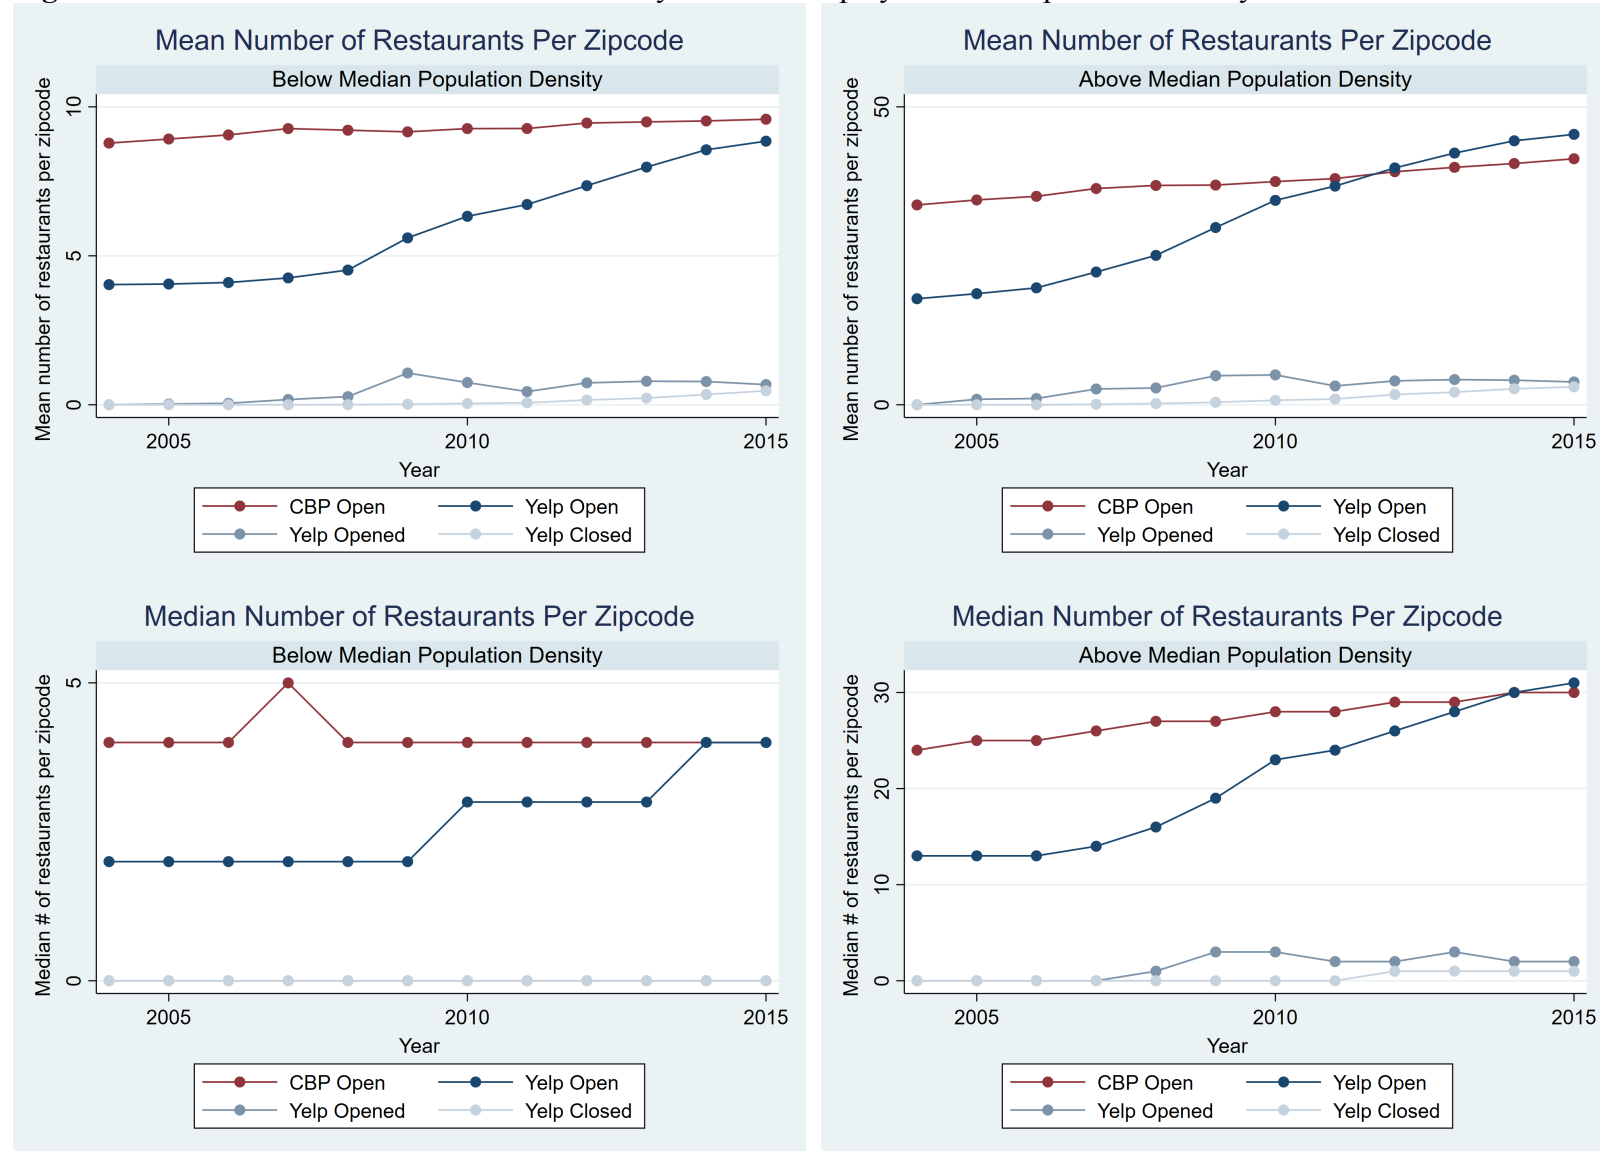 Mean Number of Restaurants Per Zipcode
Below Median Population Density
Mean number of restaurants per zipcode
10
5
0
2005 2010 2015
Year
CBP Open Yelp Open
Yelp Opened Yelp Closed
Mean Number of Restaurants Per Zipcode
Above Median Population Density
Mean number of restaurants per zipcode
50
0
2005 2010 2015
Year
CBP Open Yelp Open
Yelp Opened Yelp Closed
Median Number of Restaurants Per Zipcode
Below Median Population Density
Median # of restaurants per zipcode
5
0
2005 2010 2015
Year
CBP Open Yelp Open
Yelp Opened Yelp Closed
Median Number of Restaurants Per Zipcode
Above Median Population Density
Median # of restaurants per zipcode
30
20
10
0
2005 2010 2015
Year
CBP Open Yelp Open
Yelp Opened Yelp Closed